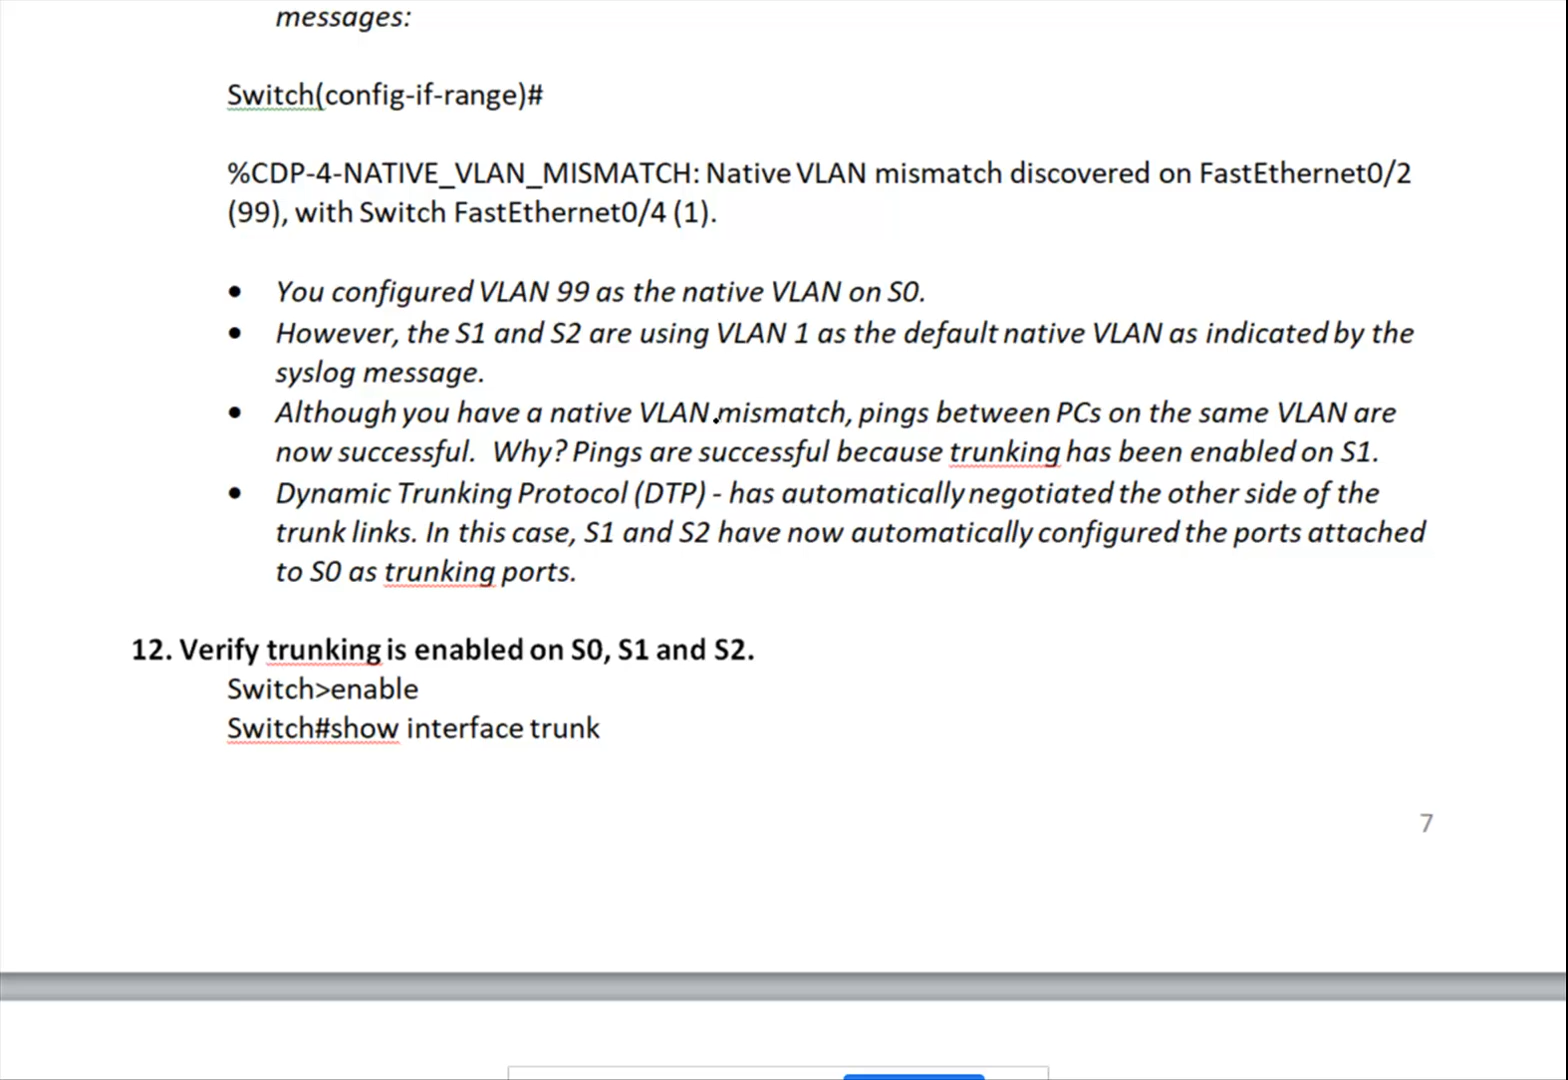 messages:
Switch(config-if-range)#
%CDP-4-NATIVE_VLAN_MISMATCH: Native VLAN mismatch discovered on FastEthernet0/2
(99), with Switch FastEthernet0/4 (1).
• You configured VLAN 99 as the native VLAN on S0.
• However, the S1 and S2 are using VLAN 1 as the default native VLAN as indicated by the
syslog message.
• Although you have a native VLAN mismatch, pings between PCs on the same VLAN are
now successful.  Why? Pings are successful because trunking has been enabled on S1.
• Dynamic Trunking Protocol (DTP) - has automatically negotiated the other side of the
trunk links. In this case, S1 and S2 have now automatically configured the ports attached
to S0 as trunking ports.
12. Verify trunking is enabled on S0, S1 and S2.
Switch>enable
Switch#show interface trunk
7